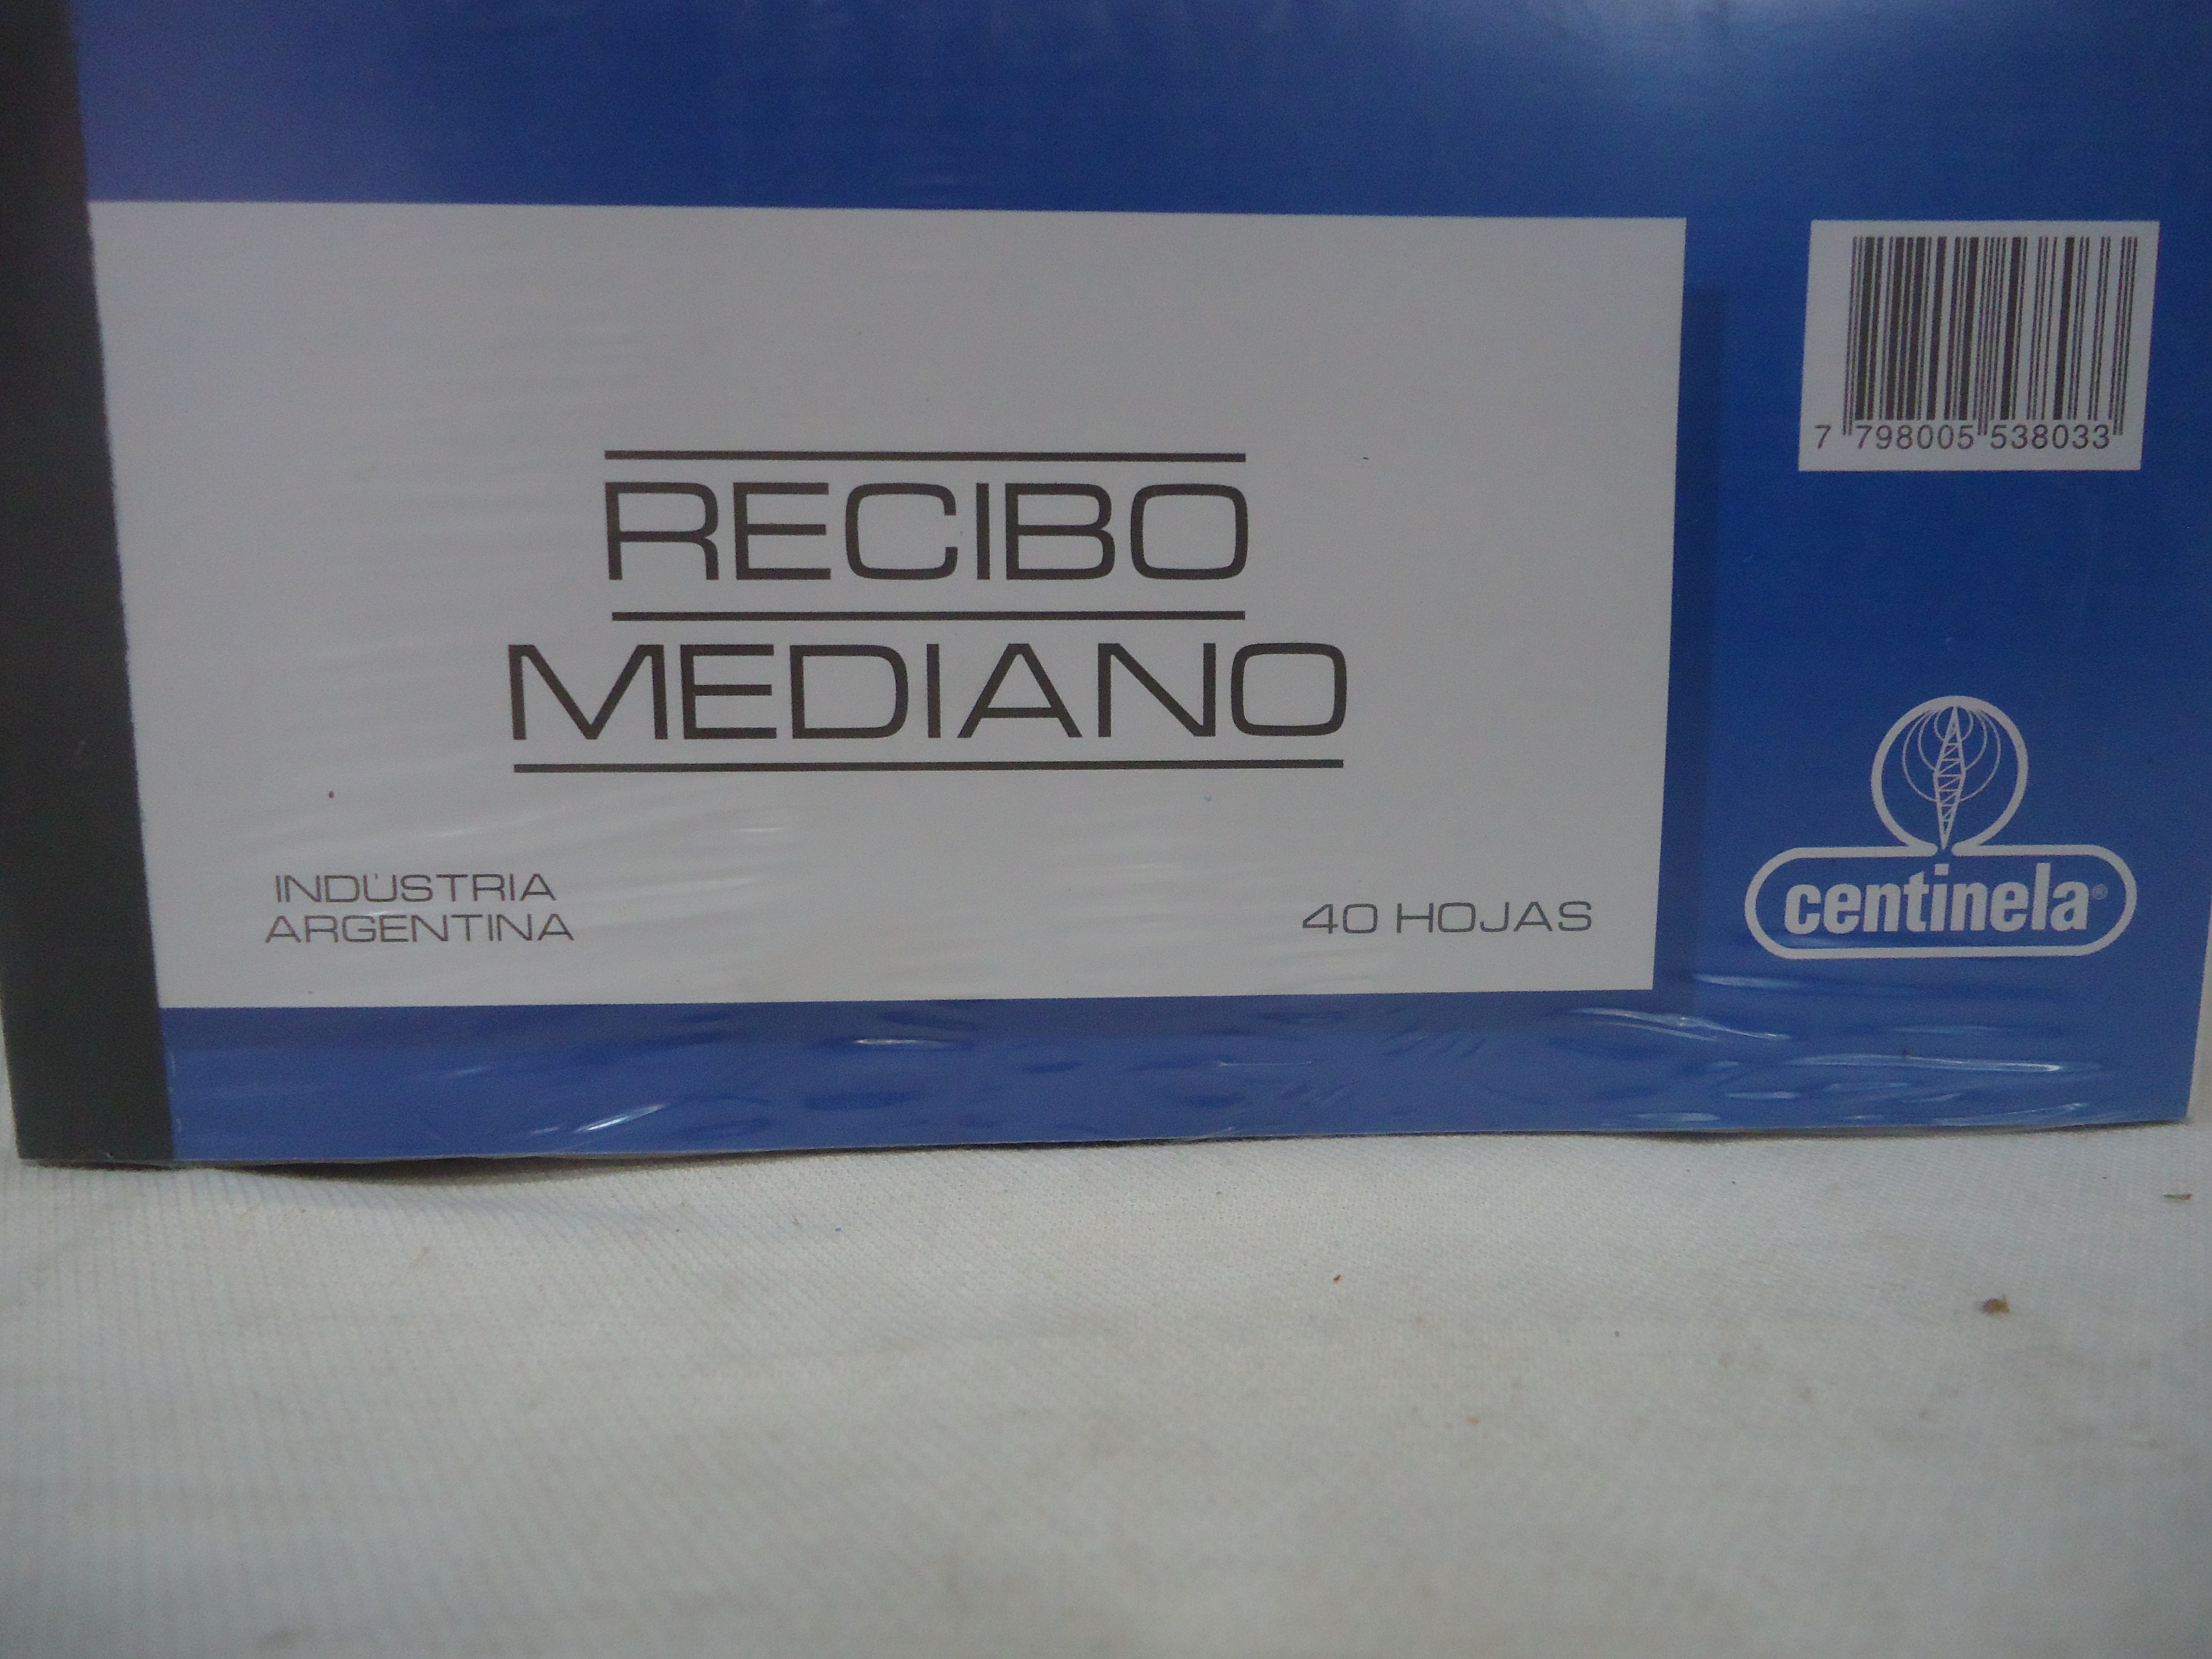 RECIBO
MEDIANO
INDÚSTRIA
ARGENTINA
40 HOJAS
7 798005 538033
centinela®